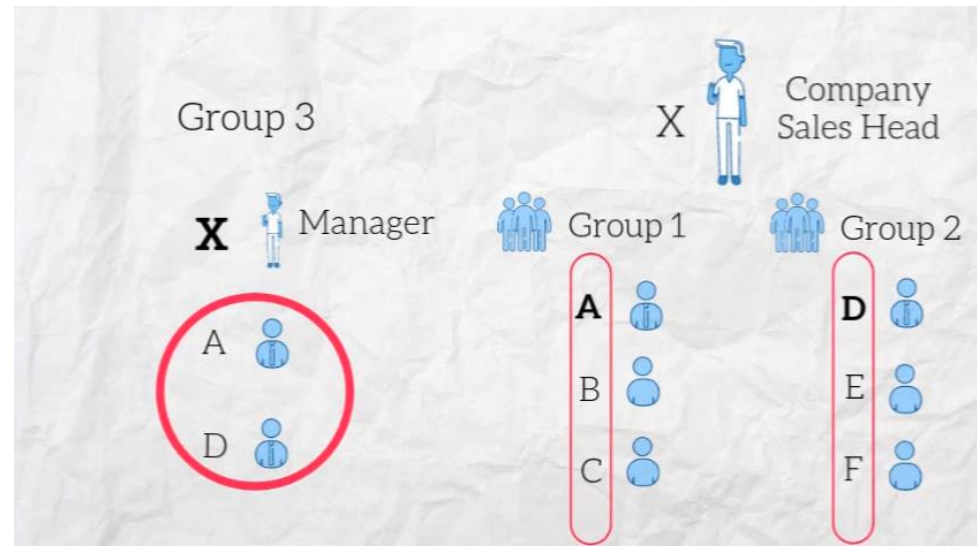 Group 3
X
Company
Sales Head
X Manager
Group 1
Group 2
A
D
A
B
C
D
E
F